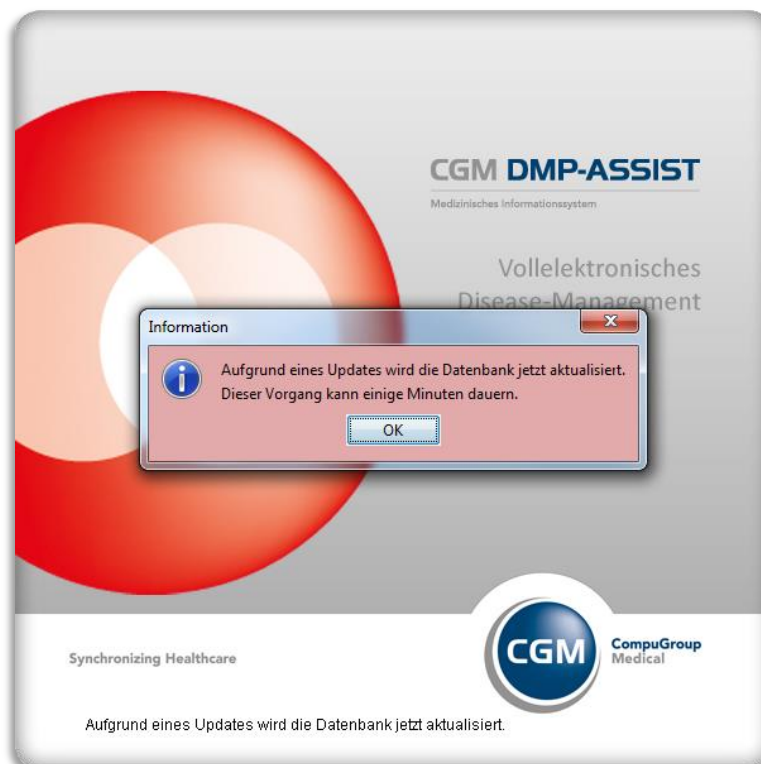 CGM DMP-ASSIST
Medizinisches Informationssystem
Vollelektronisches
Disease-Management
Information
Aufgrund eines Updates wird die Datenbank jetzt aktualisiert.
Dieser Vorgang kann einige Minuten dauern.
OK
Synchronizing Healthcare
CGM
CompuGroup
Medical
Aufgrund eines Updates wird die Datenbank jetzt aktualisiert.